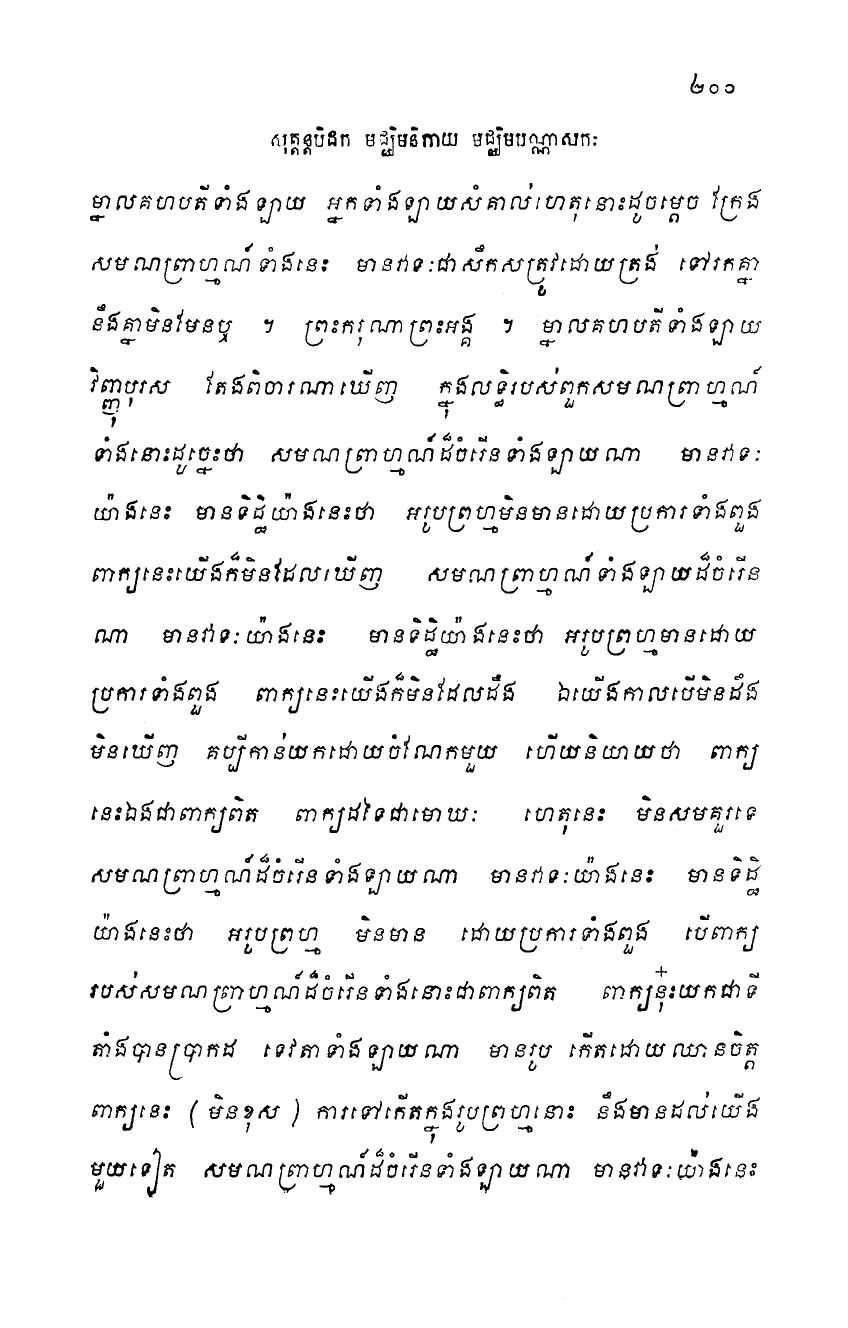 ២០១
សុត្តន្តបិដក មជ្ឈិមនិកាយ មជ្ឈិមបណ្ណាសកៈ
ម្នាលគហបតីទាំងឡាយ អ្នកទាំងឡាយសំគាល់ហេតុនោះដូចម្តេច ក្រែង
សមណព្រាហ្មណ៍ទាំងនេះ មានវាទៈជាសឹកសត្រូវដោយត្រង់ ទៅរកគ្នា
នឹងគ្នាមិនមែនឬ ។ ព្រះករុណាព្រះអង្គ ។ ម្នាលគហបតីទាំងឡាយ
វិញ្ញុបុរស តែងពិចារណាឃើញ ក្នុងលទ្ធិរបស់ពួកសមណព្រាហ្មណ៍
ទាំងនោះដូច្នេះថា សមណព្រាហ្មណ៍ដ៏ចំរើនទាំងឡាយណា មានវាទៈ
យ៉ាងនេះ មានទិដ្ឋិយ៉ាងនេះថា អរូបព្រហ្មមិនមានដោយប្រការទាំងពួង
ពាក្យនេះយើងក៏មិនដែលឃើញ សមណព្រាហ្មណ៍ទាំងឡាយដ៏ចំរើន
ណា មានវាទៈយ៉ាងនេះ មានទិដ្ឋិយ៉ាងនេះថា អរូបព្រហ្មមានដោយ
ប្រការទាំងពួង ពាក្យនេះយើងក៏មិនដែលដឹង ឯយើងកាលបើមិនដឹង
មិនឃើញ គប្បីកាន់យកដោយចំណែកមួយ ហើយនិយាយថា ពាក្យ
នេះឯងជាពាក្យពិត ពាក្យដទៃជាមោឃៈ ហេតុនេះ មិនសមគួរទេ
សមណព្រាហ្មណ៍ដ៏ចំរើនទាំងឡាយណា មានវាទៈយ៉ាងនេះ មានទិដ្ឋិ
យ៉ាងនេះថា អរូបព្រហ្ម មិនមាន ដោយប្រការទាំងពួង បើពាក្យ
របស់សមណព្រាហ្មណ៍ដ៏ចំរើនទាំងនោះជាពាក្យពិត ពាក្យនុ៎ះយកជាទី
តាំងបានប្រាកដ ទេវតាទាំងឡាយណា មានរូប កើតដោយឈានចិត្ត
ពាក្យនេះ (មិនខុស) ការទៅកើតក្នុងរូបព្រហ្មនោះ នឹងមានដល់យើង
មួយទៀត សមណព្រាហ្មណ៍ដ៏ចំរើនទាំងឡាយណា មានវាទៈយ៉ាងនេះ